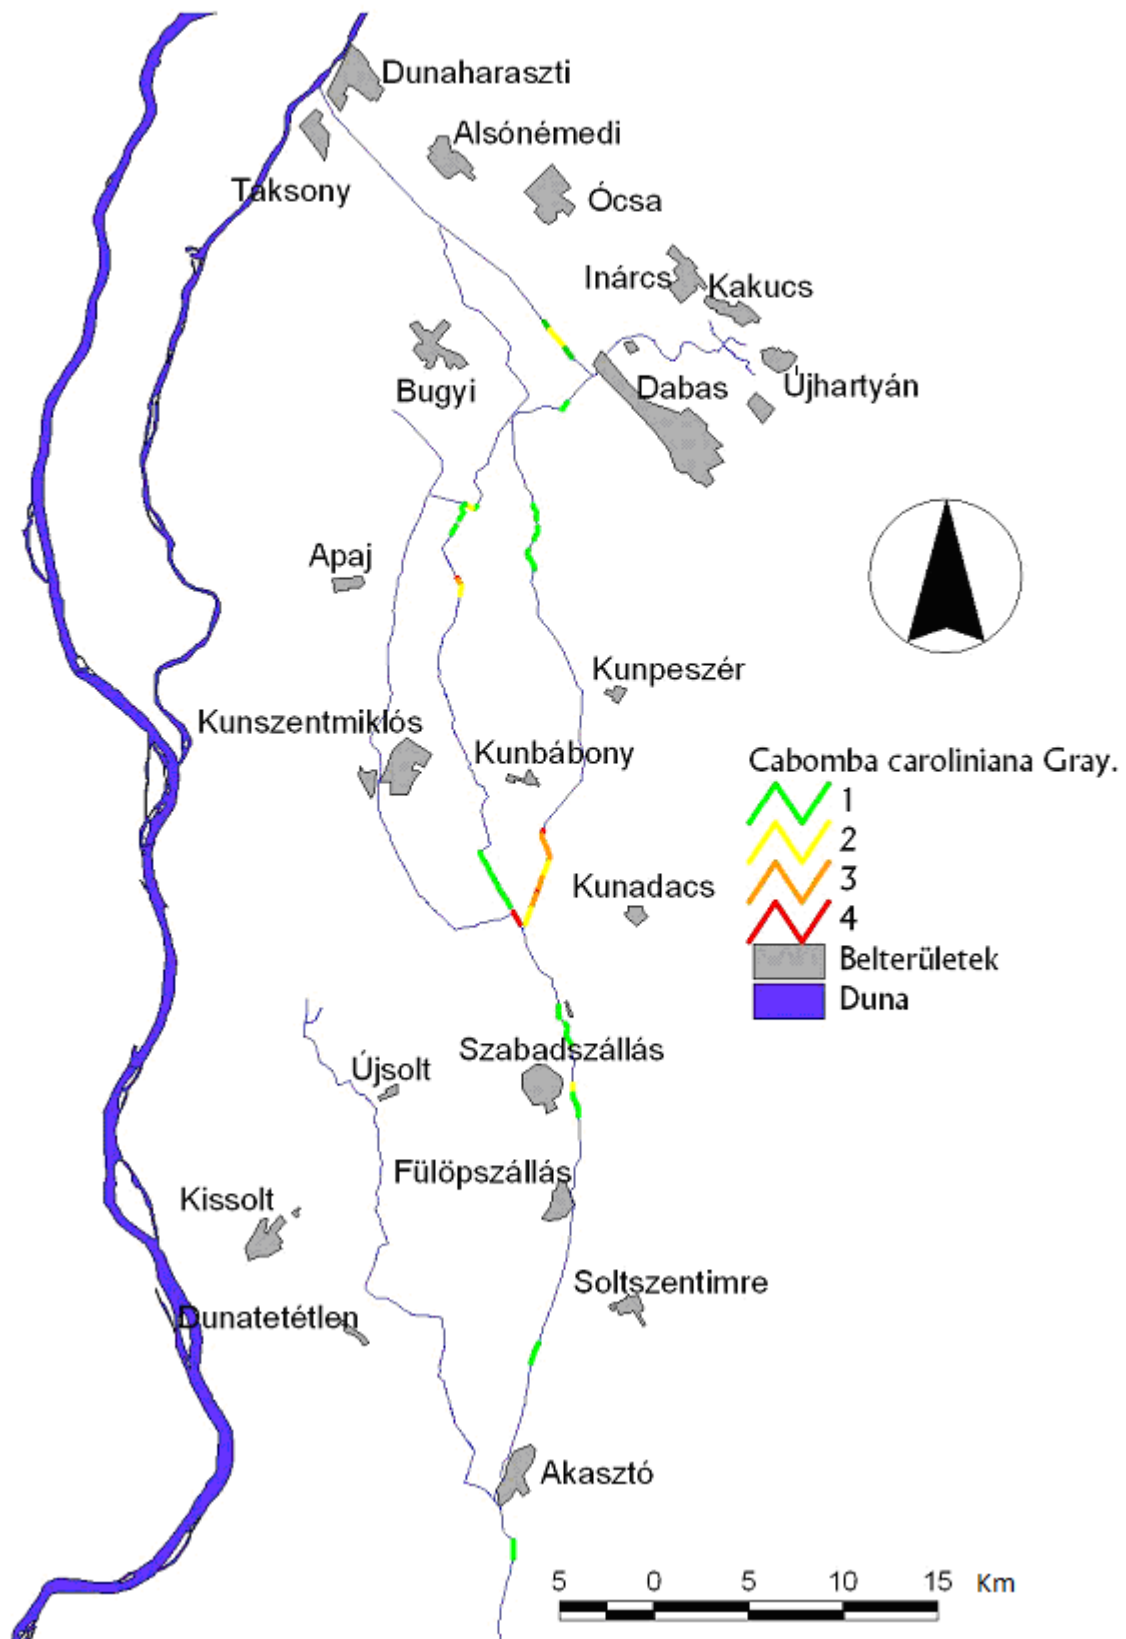 Dunaharaszti
Alsónémedi
Taksony
Ócsa
Inárcs
Kakucs
Bugyi
Dabas
Újhartyán
Apaj
Kunpeszér
Kunszentmiklós
Kunbábony
Cabomba caroliniana Gray.
1
2
3
4
Belterületek
Duna
Kunadacs
Szabadszállás
Újsolt
Fülöpszállás
Kissolt
Soltszentimre
Dunatetétlen
Akasztó
5 0 5 10 15 Km